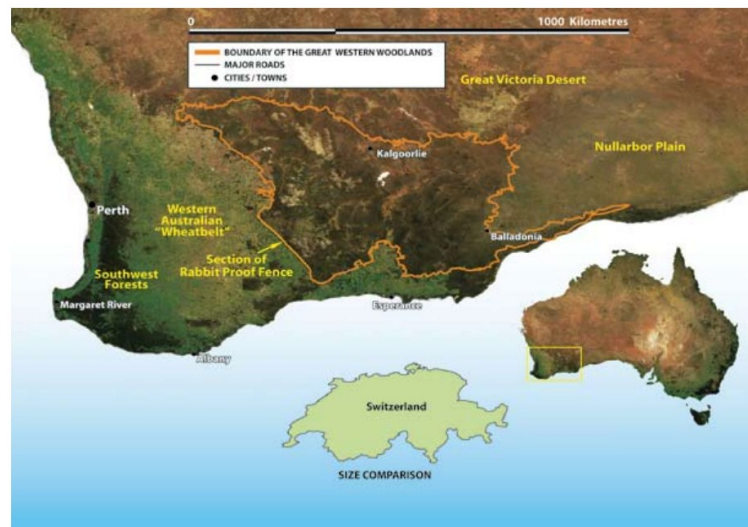 0
1000 Kilometres
BOUNDARY OF THE GREAT WESTERN WOODLANDS
MAJOR ROADS
CITIES / TOWNS
Great Victoria Desert
Kalgoorlie
Nullarbor Plain
Perth
Western
Australian
"Wheatbelt"
Balladonia
Section of
Rabbit Proof Fence
Southwest
Forests
Margaret River
Esperance
Albany
Switzerland
SIZE COMPARISON